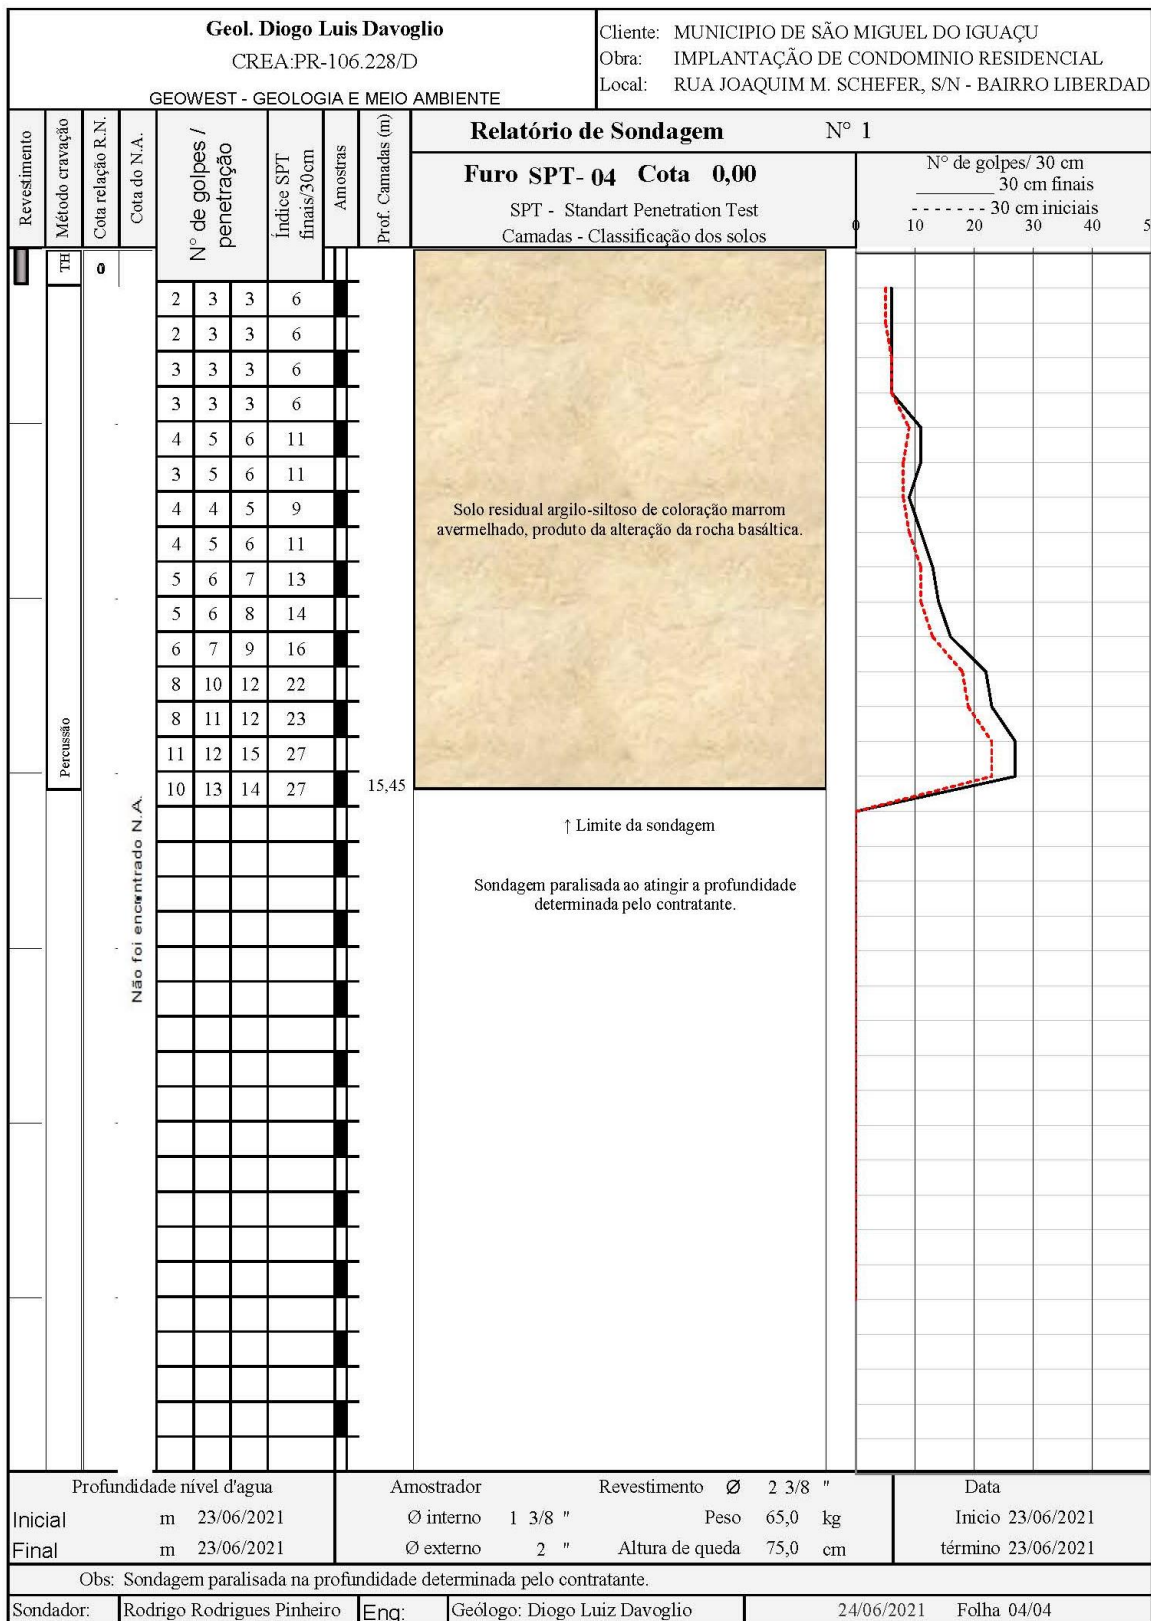 Geol. Diogo Luis Davoglio
CREA:PR-106.228/D
GEOWEST - GEOLOGIA E MEIO AMBIENTE
Cliente: MUNICIPIO DE SÃO MIGUEL DO IGUAÇU
Obra: IMPLANTAÇÃO DE CONDOMINIO RESIDENCIAL
Local: RUA JOAQUIM M. SCHEFER, S/N - BAIRRO LIBERDAD
Revestimento
Método cravação
Cota relação R.N.
Cota do N.A.
N° de golpes / penetração
Índice SPT finais/30cm
Amostras
Prof. Camadas (m)
Relatório de Sondagem N° 1
Furo SPT- 04 Cota 0,00
SPT - Standart Penetration Test
Camadas - Classificação dos solos
N° de golpes/ 30 cm
30 cm finais
30 cm iniciais
0 10 20 30 40 5
TH 0
2 3 3 6
2 3 3 6
3 3 3 6
3 3 3 6
4 5 6 11
3 5 6 11
4 4 5 9
4 5 6 11
5 6 7 13
5 6 8 14
6 7 9 16
8 10 12 22
8 11 12 23
11 12 15 27
10 13 14 27 15,45
Percussão
Não foi encontrado N.A.
Solo residual argilo-siltoso de coloração marrom
avermelhado, produto da alteração da rocha basáltica.
↑ Limite da sondagem
Sondagem paralisada ao atingir a profundidade
determinada pelo contratante.
Profundidade nível d'agua
Inicial m 23/06/2021
Final m 23/06/2021
Amostrador Revestimento Ø 2 3/8 "
Ø interno 1 3/8 " Peso 65,0 kg
Ø externo 2 " Altura de queda 75,0 cm
Data
Inicio 23/06/2021
término 23/06/2021
Obs: Sondagem paralisada na profundidade determinada pelo contratante.
Sondador: Rodrigo Rodrigues Pinheiro Eng: Geólogo: Diogo Luiz Davoglio 24/06/2021 Folha 04/04